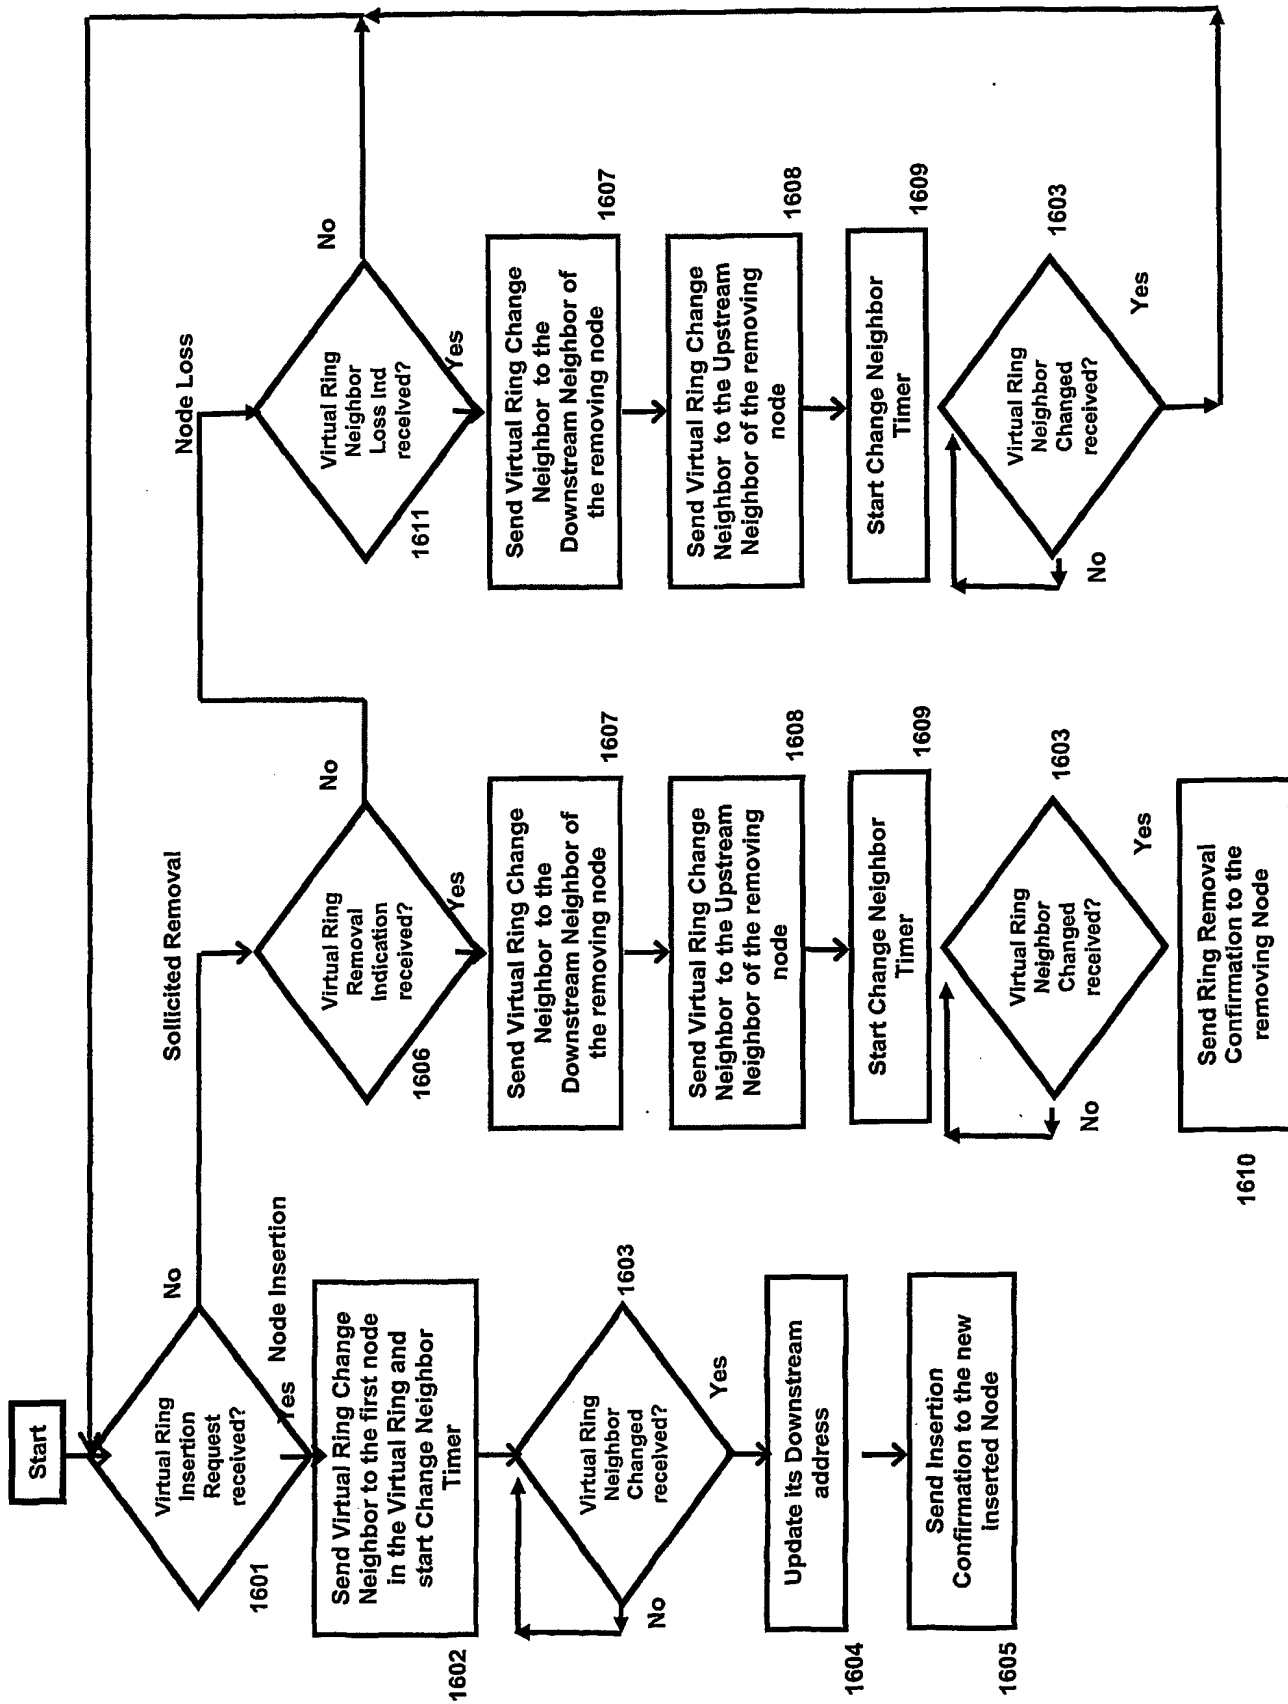 Start
Virtual Ring
Insertion
Request
received?
1601
No
Yes
Node Insertion
Send Virtual Ring Change
Neighbor to the first node
in the Virtual Ring and
start Change Neighbor
Timer
1602
Virtual Ring
Neighbor
Changed
received?
1603
No
Yes
Update its Downstream
address
1604
Send Insertion
Confirmation to the new
inserted Node
1605
Sollicited Removal
Virtual Ring
Removal
Indication
received?
1606
No
Yes
Send Virtual Ring Change
Neighbor to the
Downstream Neighbor of
the removing node
1607
Send Virtual Ring Change
Neighbor to the Upstream
Neighbor of the removing
node
1608
Start Change Neighbor
Timer
1609
Virtual Ring
Neighbor
Changed
received?
1603
No
Yes
Send Ring Removal
Confirmation to the
removing Node
1610
Node Loss
Virtual Ring
Neighbor
Loss Ind
received?
1611
No
Yes
Send Virtual Ring Change
Neighbor to the
Downstream Neighbor of
the removing node
1607
Send Virtual Ring Change
Neighbor to the Upstream
Neighbor of the removing
node
1608
Start Change Neighbor
Timer
1609
Virtual Ring
Neighbor
Changed
received?
1603
No
Yes